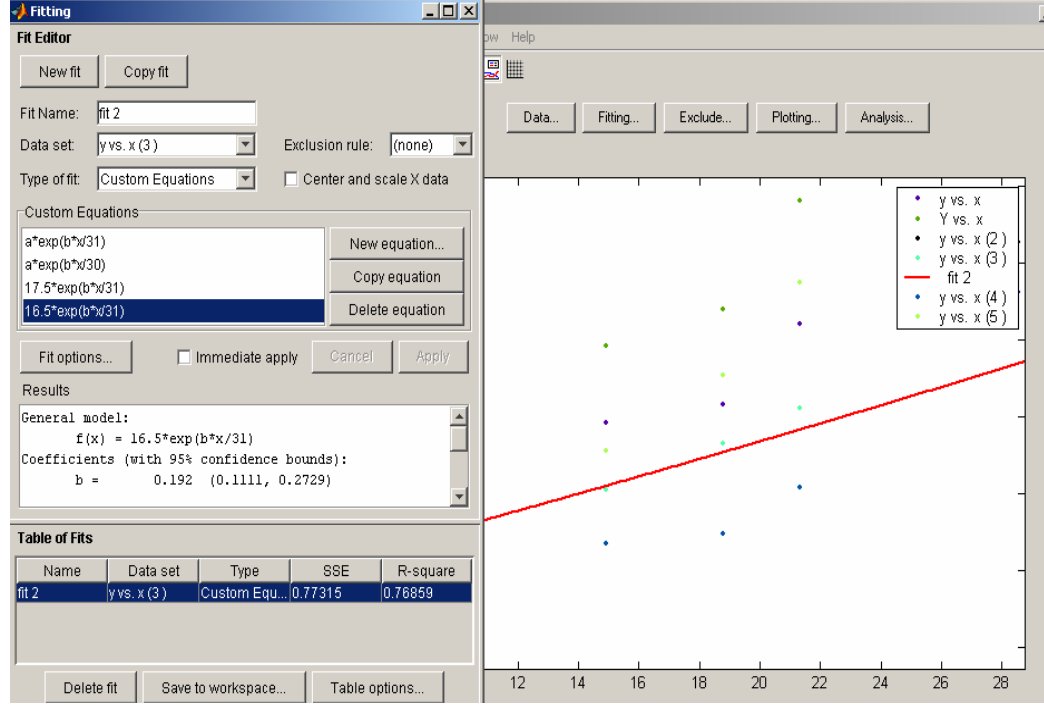 Fitting
Fit Editor
New fit Copy fit
Fit Name: fit 2
Data set: y vs. x (3 ) Exclusion rule: (none)
Type of fit: Custom Equations Center and scale X data
Custom Equations
a*exp(b*x/31)
a*exp(b*x/30)
17.5*exp(b*x/31)
16.5*exp(b*x/31)
New equation...
Copy equation
Delete equation
Fit options... Immediate apply Cancel Apply
Results
General model:
f(x) = 16.5*exp(b*x/31)
Coefficients (with 95% confidence bounds):
b = 0.192 (0.1111, 0.2729)
Table of Fits
Name Data set Type SSE R-square
fit 2 y vs. x (3 ) Custom Equ... 0.77315 0.76859
Delete fit Save to workspace... Table options...
Help
Data... Fitting... Exclude... Plotting... Analysis...
y vs. x
Y vs. x
y vs. x (2 )
y vs. x (3 )
fit 2
y vs. x (4 )
y vs. x (5 )
12 14 16 18 20 22 24 26 28